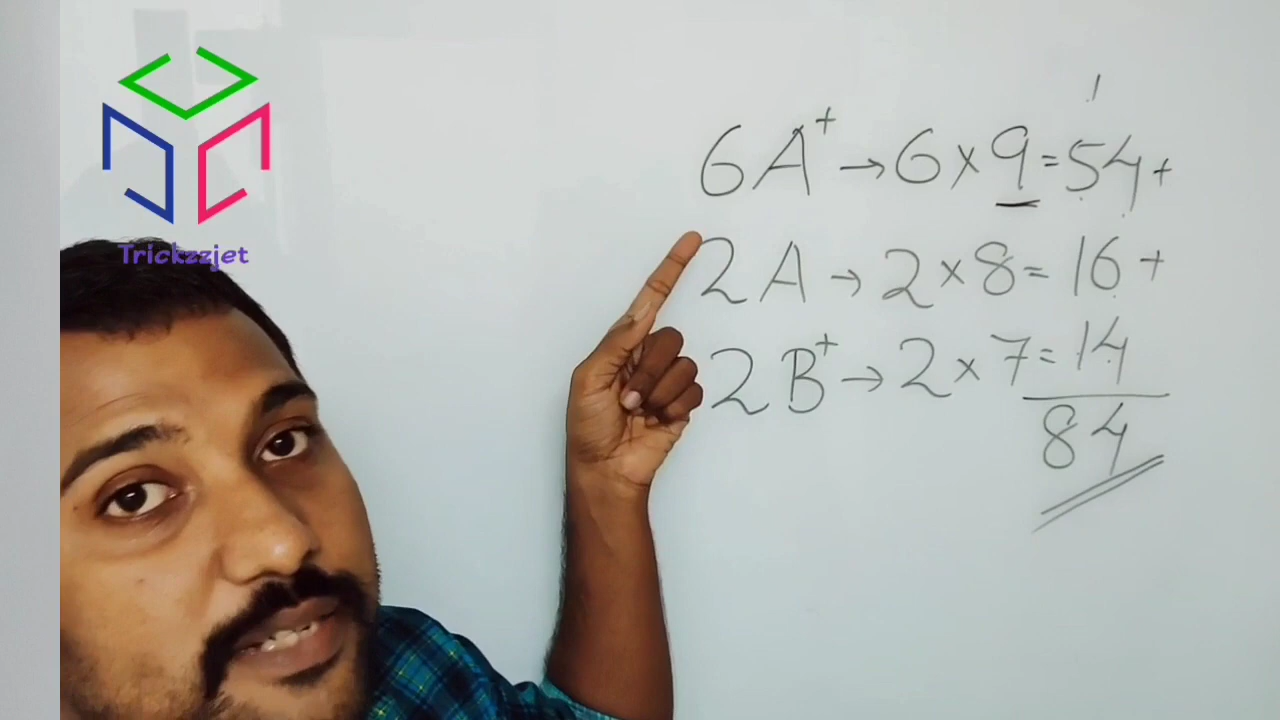 Trickzzjet
1
6A⁺ → 6 × 9 = 54 +
2A → 2 × 8 = 16 +
2B⁺ → 2 × 7 = 14
84